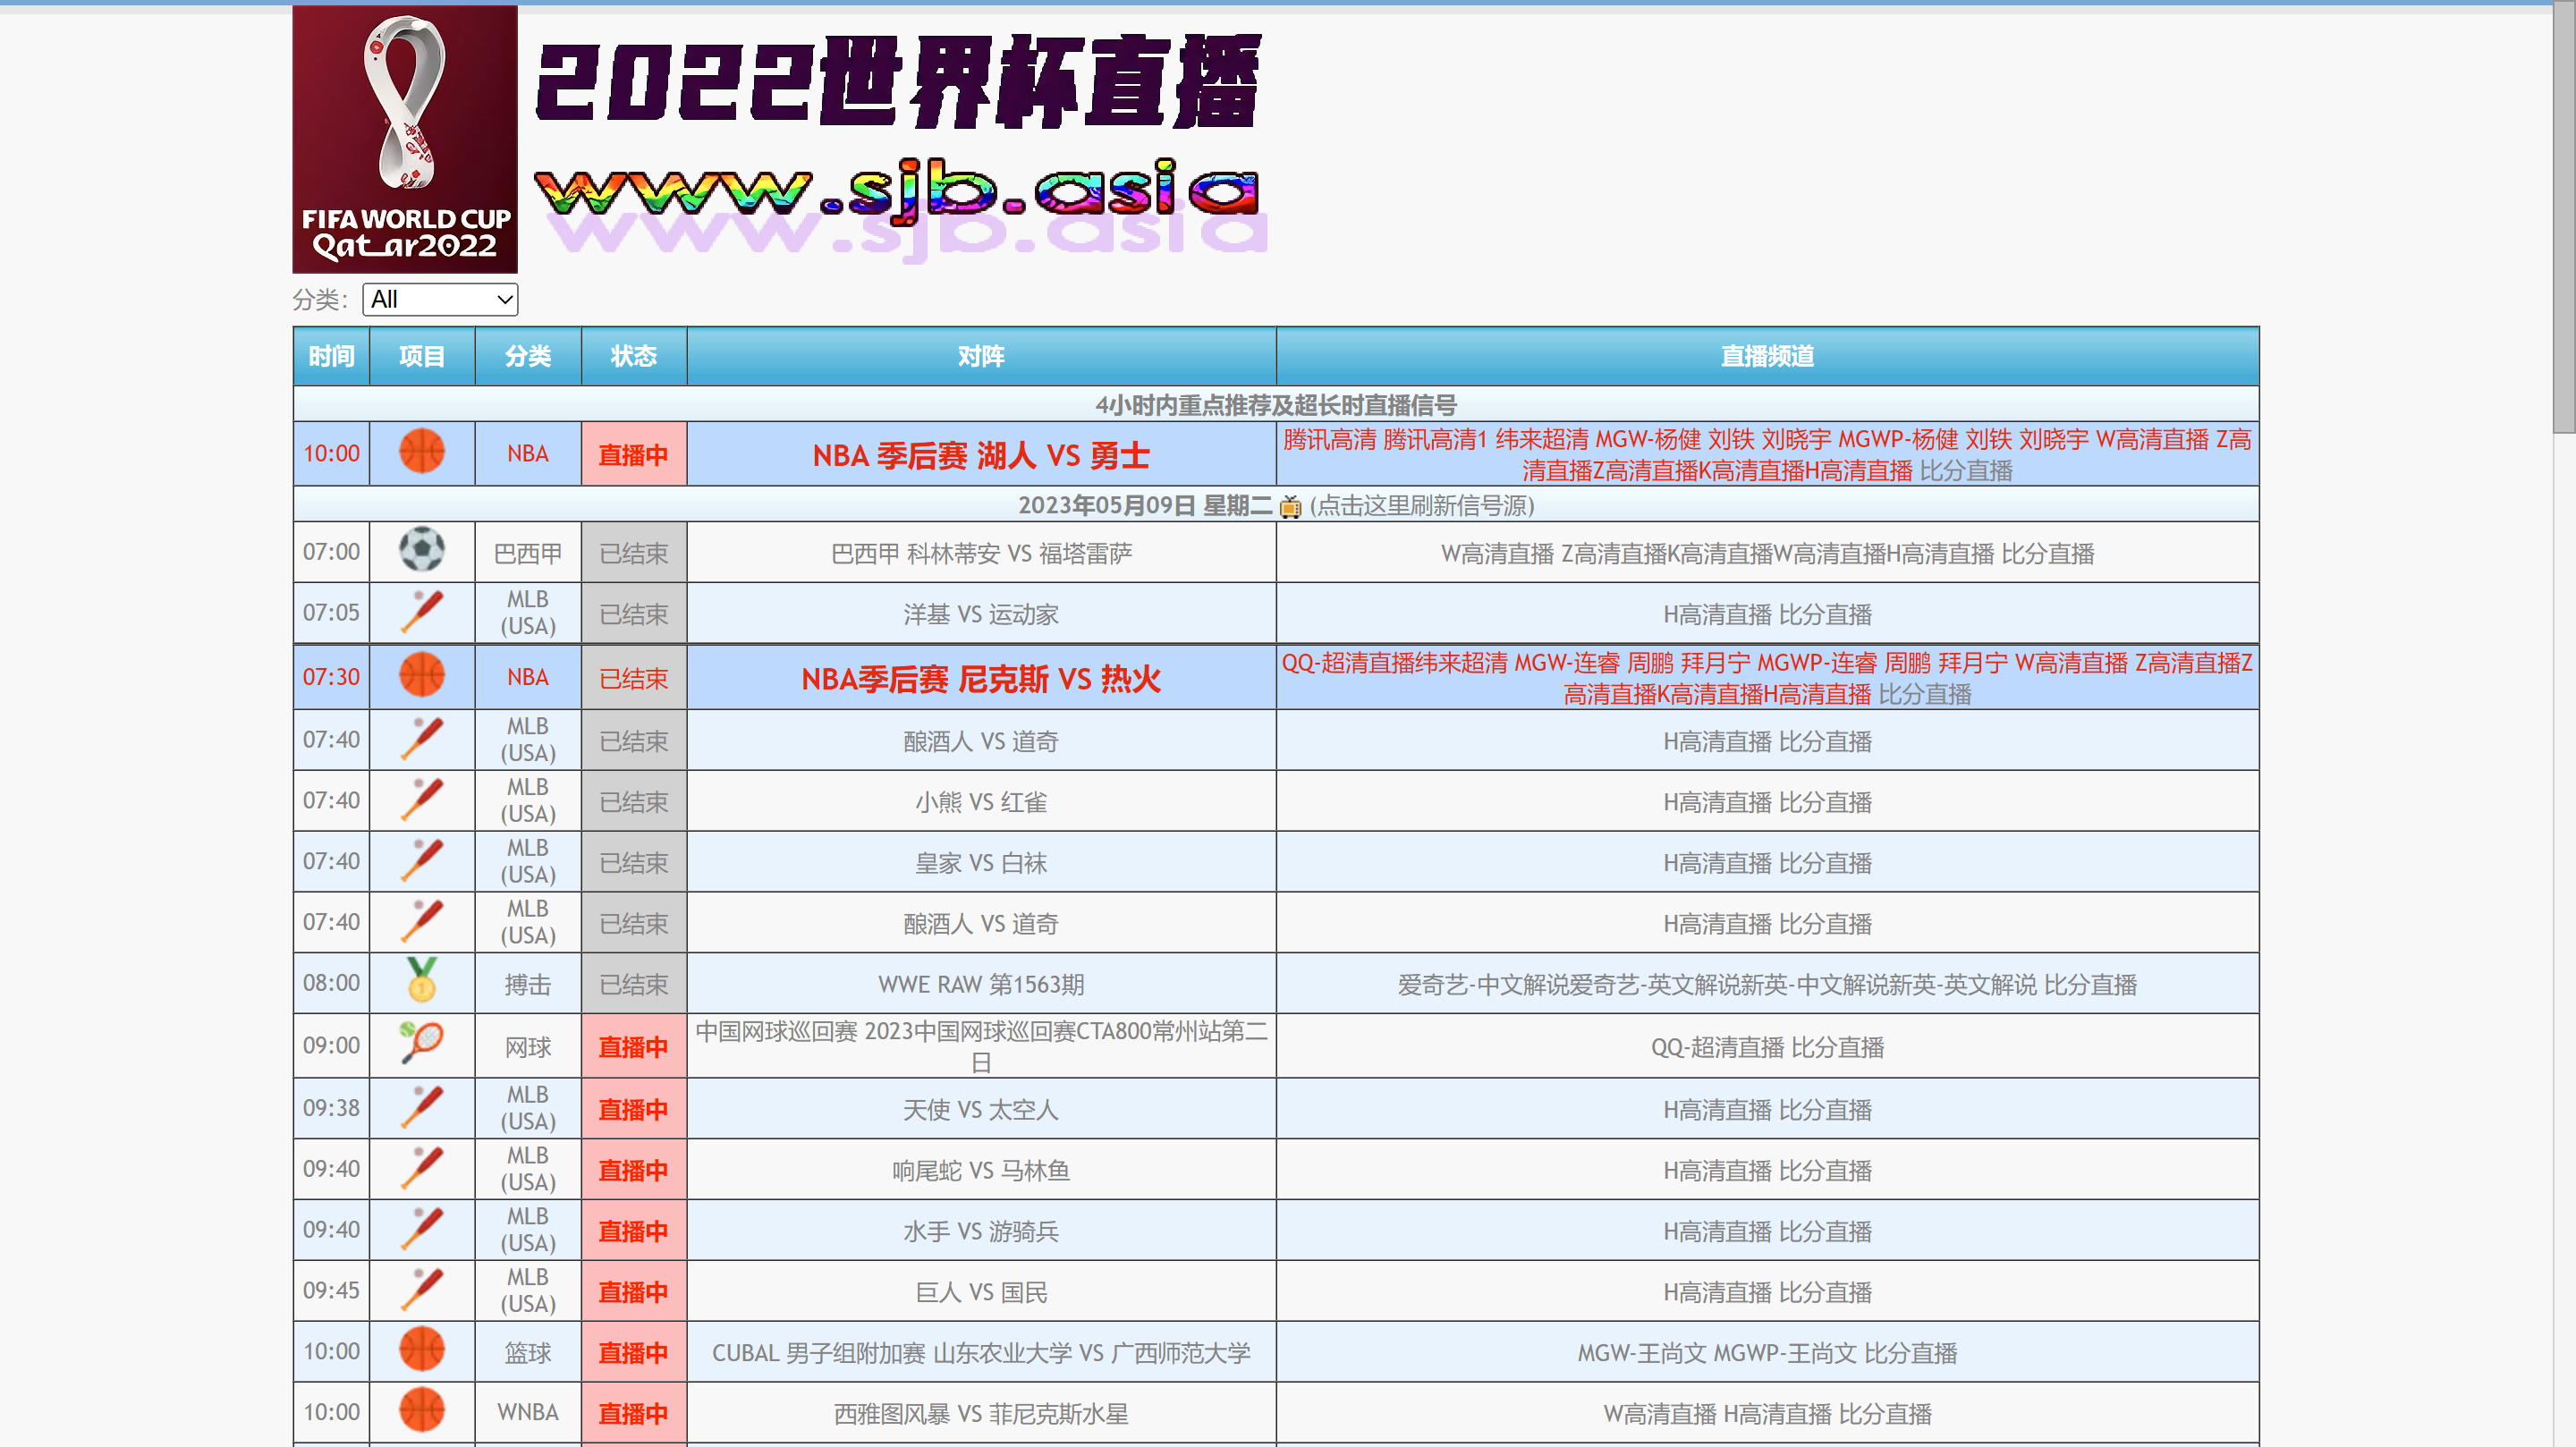 FIFA WORLD CUP
Qatar2022
2022世界杯直播
www.sjb.asia
www.sjb.asia
分类： All
时间 项目 分类 状态 对阵 直播频道
4小时内重点推荐及超长时直播信号
10:00 NBA 直播中 NBA 季后赛 湖人 VS 勇士 腾讯高清 腾讯高清1 纬来超清 MGW-杨健 刘铁 刘晓宇 MGWP-杨健 刘铁 刘晓宇 W高清直播 Z高
清直播Z高清直播K高清直播H高清直播 比分直播
2023年05月09日 星期二 (点击这里刷新信号源)
07:00 巴西甲 已结束 巴西甲 科林蒂安 VS 福塔雷萨 W高清直播 Z高清直播K高清直播W高清直播H高清直播 比分直播
07:05 MLB
(USA) 已结束 洋基 VS 运动家 H高清直播 比分直播
07:30 NBA 已结束 NBA季后赛 尼克斯 VS 热火 QQ-超清直播纬来超清 MGW-连睿 周鹏 拜月宁 MGWP-连睿 周鹏 拜月宁 W高清直播 Z高清直播Z
高清直播K高清直播H高清直播 比分直播
07:40 MLB
(USA) 已结束 酿酒人 VS 道奇 H高清直播 比分直播
07:40 MLB
(USA) 已结束 小熊 VS 红雀 H高清直播 比分直播
07:40 MLB
(USA) 已结束 皇家 VS 白袜 H高清直播 比分直播
07:40 MLB
(USA) 已结束 酿酒人 VS 道奇 H高清直播 比分直播
08:00 搏击 已结束 WWE RAW 第1563期 爱奇艺-中文解说爱奇艺-英文解说新英-中文解说新英-英文解说 比分直播
09:00 网球 直播中 中国网球巡回赛 2023中国网球巡回赛CTA800常州站第二
日 QQ-超清直播 比分直播
09:38 MLB
(USA) 直播中 天使 VS 太空人 H高清直播 比分直播
09:40 MLB
(USA) 直播中 响尾蛇 VS 马林鱼 H高清直播 比分直播
09:40 MLB
(USA) 直播中 水手 VS 游骑兵 H高清直播 比分直播
09:45 MLB
(USA) 直播中 巨人 VS 国民 H高清直播 比分直播
10:00 篮球 直播中 CUBAL 男子组附加赛 山东农业大学 VS 广西师范大学 MGW-王尚文 MGWP-王尚文 比分直播
10:00 WNBA 直播中 西雅图风暴 VS 菲尼克斯水星 W高清直播 H高清直播 比分直播